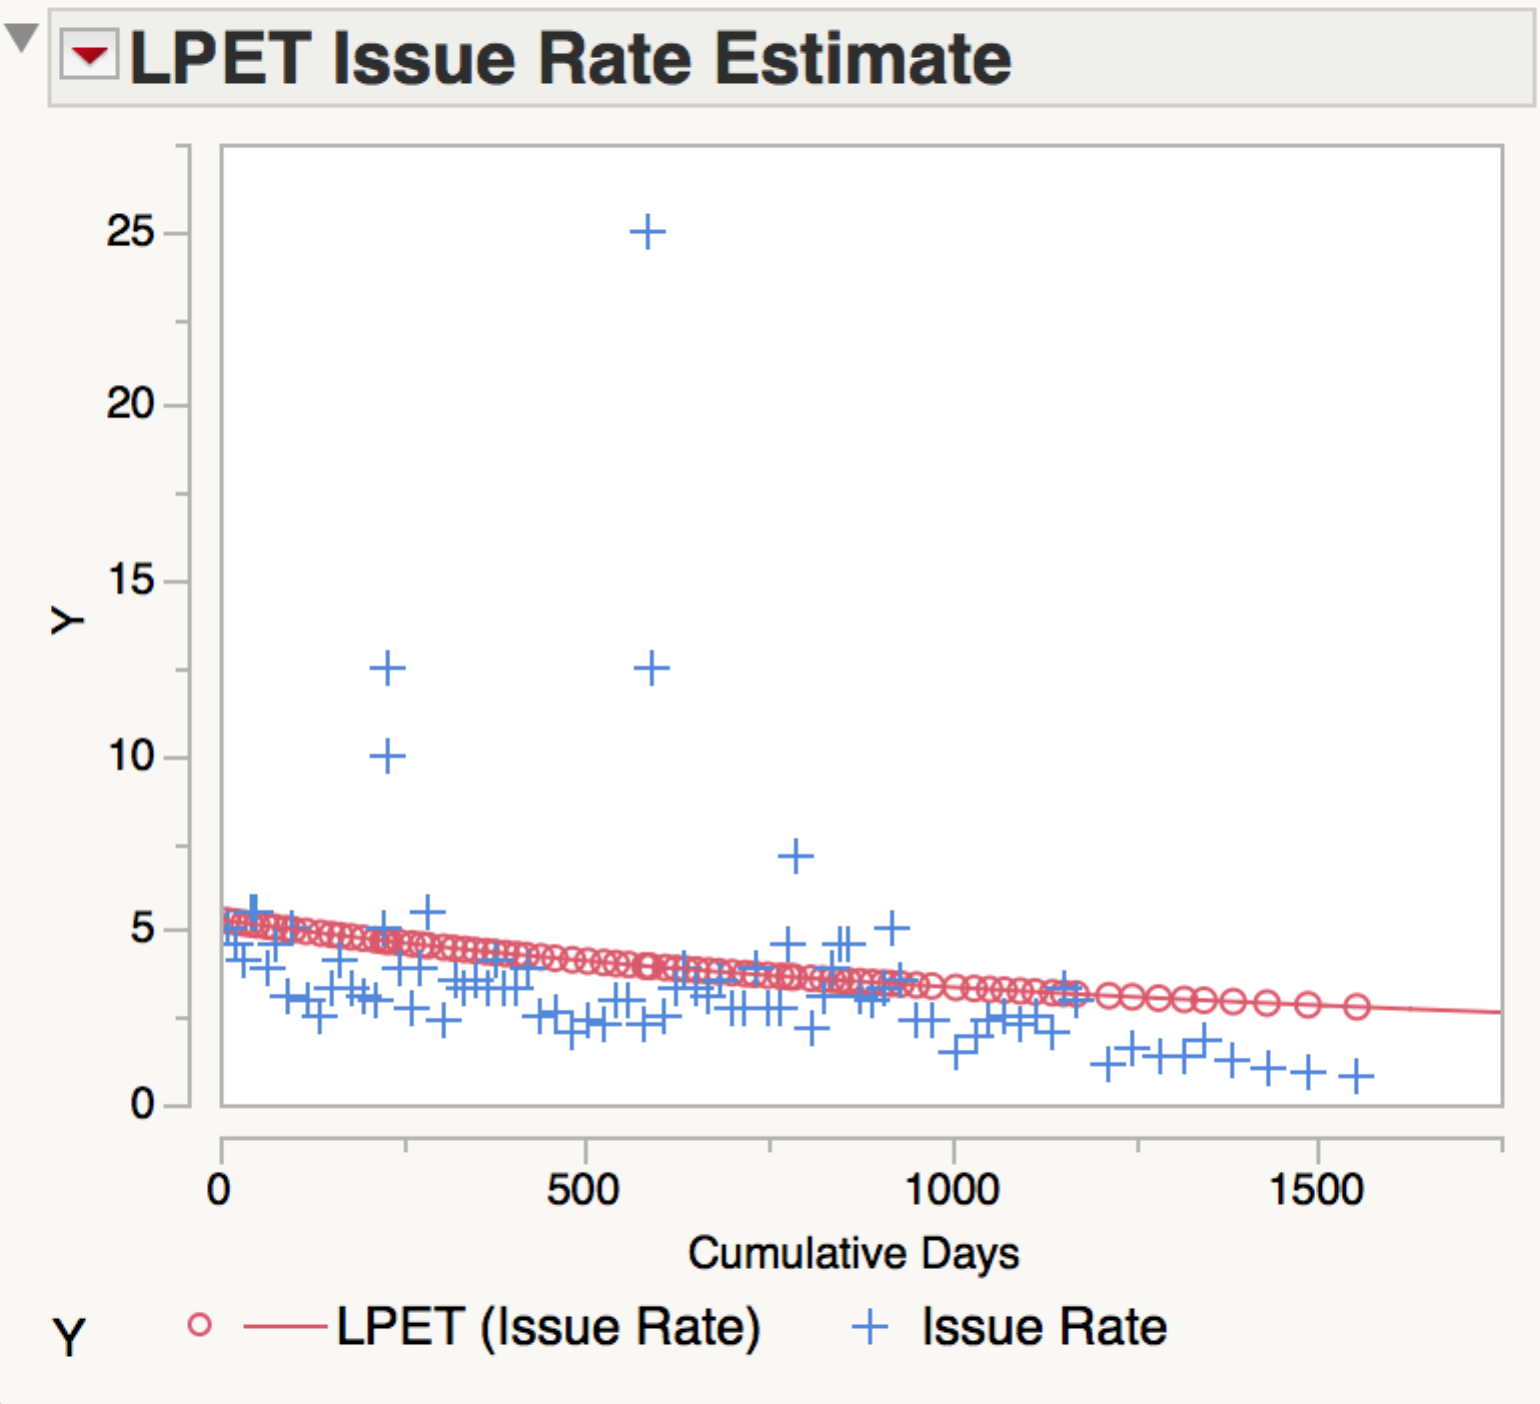 LPET Issue Rate Estimate
25
20
15
10
5
0
Y
0 500 1000 1500
Cumulative Days
Y LPET (Issue Rate) Issue Rate